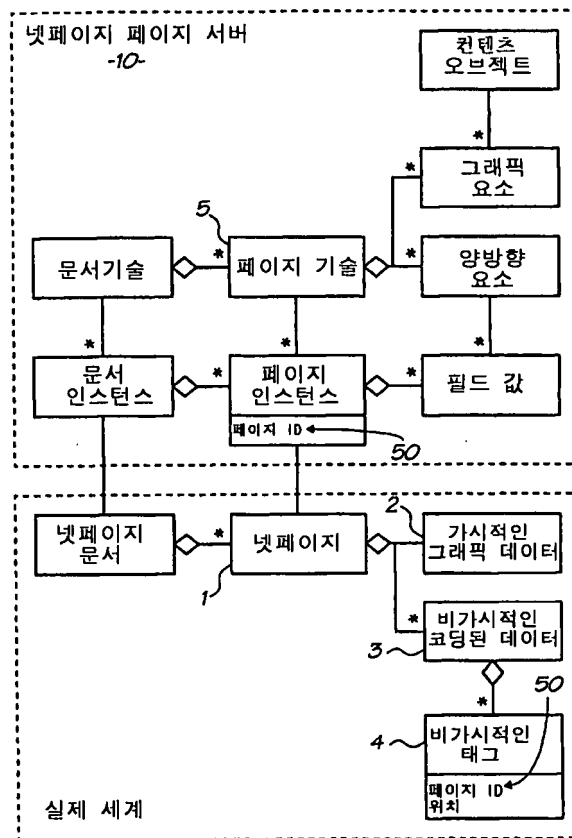 넷페이지 페이지 서버
-10-
컨텐츠
오브젝트
*
그래픽
요소
*
5
문서기술
*
페이지 기술
*
양방향
요소
*
*
*
문서
인스턴스
*
페이지
인스턴스
*
필드 값
페이지 ID
50
넷페이지
문서
*
넷페이지
1
2
가시적인
그래픽 데이터
*
비가시적인
코딩된 데이터
3
*
50
4
비가시적인
태그
페이지 ID
위치
실제 세계